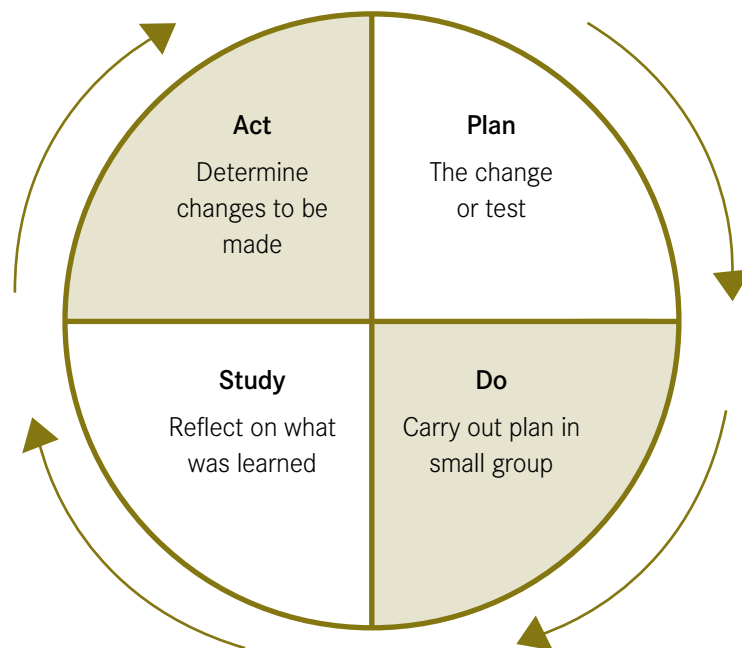 Act
Determine
changes to be
made
Plan
The change
or test
Study
Reflect on what
was learned
Do
Carry out plan in
small group